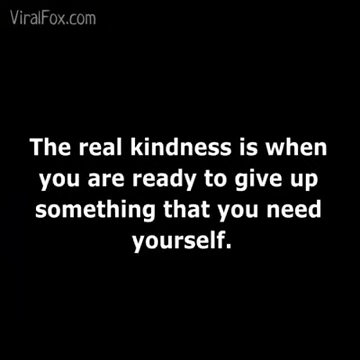 ViralFox.com
The real kindness is when
you are ready to give up
something that you need
yourself.